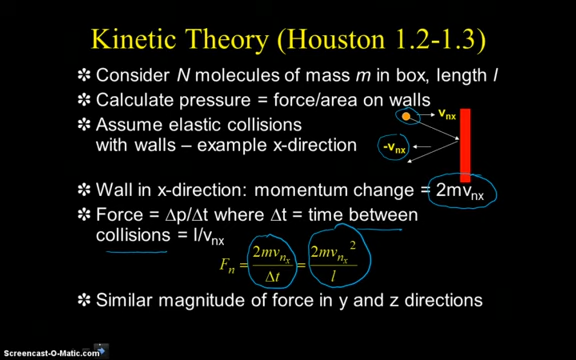 Kinetic Theory (Houston 1.2-1.3)
✽ Consider N molecules of mass m in box, length l
✽ Calculate pressure = force/area on walls
✽ Assume elastic collisions
with walls – example x-direction
vnx
-vnx
✽ Wall in x-direction: momentum change = 2mvnx
✽ Force = Δp/Δt where Δt = time between
collisions = l/vnx
Fn = 2mvnx / Δt = 2mvnx² / l
✽ Similar magnitude of force in y and z directions
Screencast-O-Matic.com